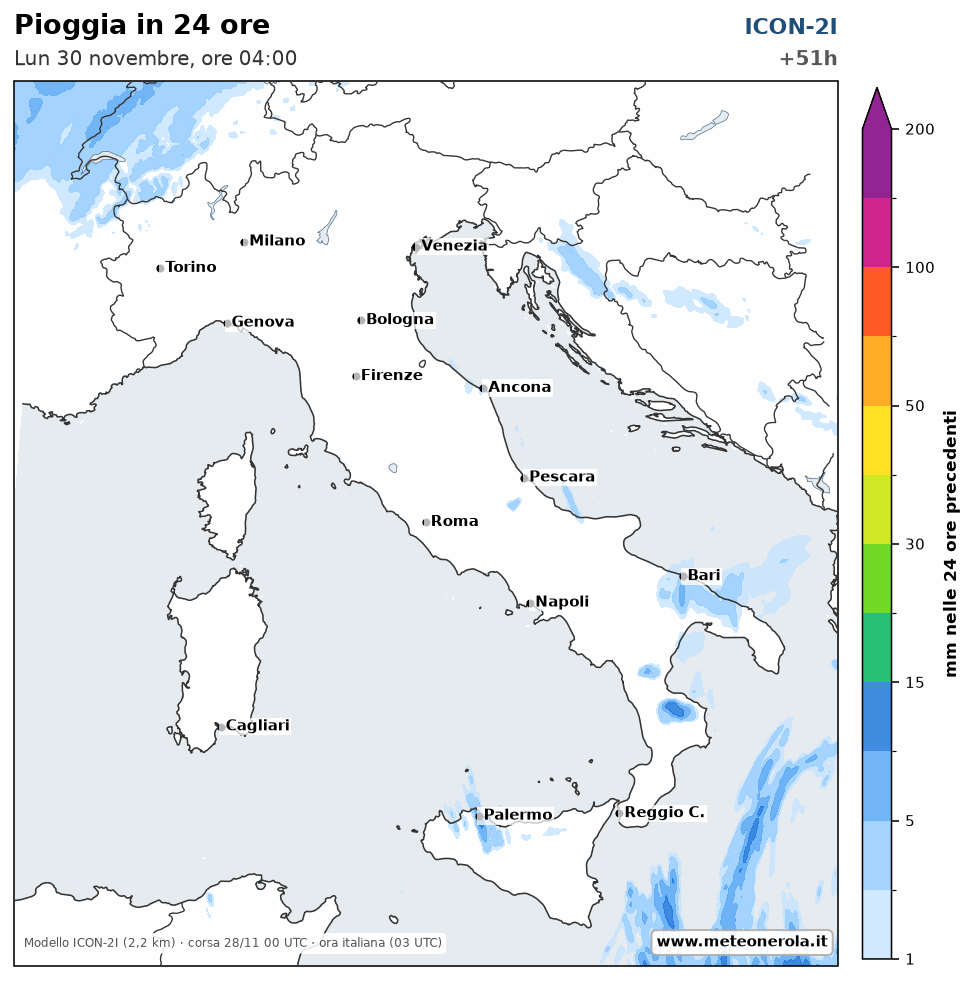 Pioggia in 24 ore
ICON-2I
Lun 30 novembre, ore 04:00
+51h
Milano
Venezia
Torino
Genova
Bologna
Firenze
Ancona
Pescara
Roma
Bari
Napoli
Cagliari
Palermo
Reggio C.
200
100
50
30
15
5
1
mm nelle 24 ore precedenti
Modello ICON-2I (2,2 km) · corsa 28/11 00 UTC · ora italiana (03 UTC)
www.meteonerola.it